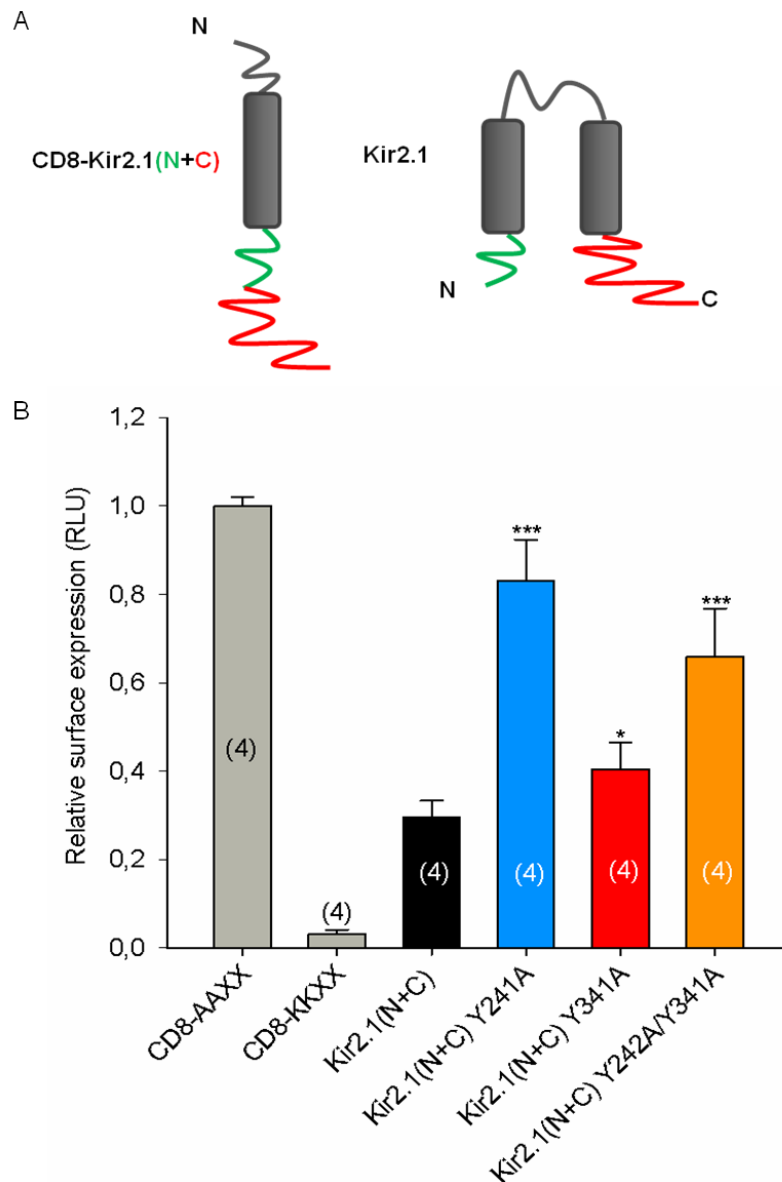 A
N
CD8-Kir2.1(N+C)
Kir2.1
N
C
B
Relative surface expression (RLU)
1,2
1,0
0,8
0,6
0,4
0,2
0,0
(4)
(4)
(4)
***
(4)
*
(4)
***
(4)
CD8-AAXX
CD8-KKXX
Kir2.1(N+C)
Kir2.1(N+C) Y241A
Kir2.1(N+C) Y341A
Kir2.1(N+C) Y242A/Y341A